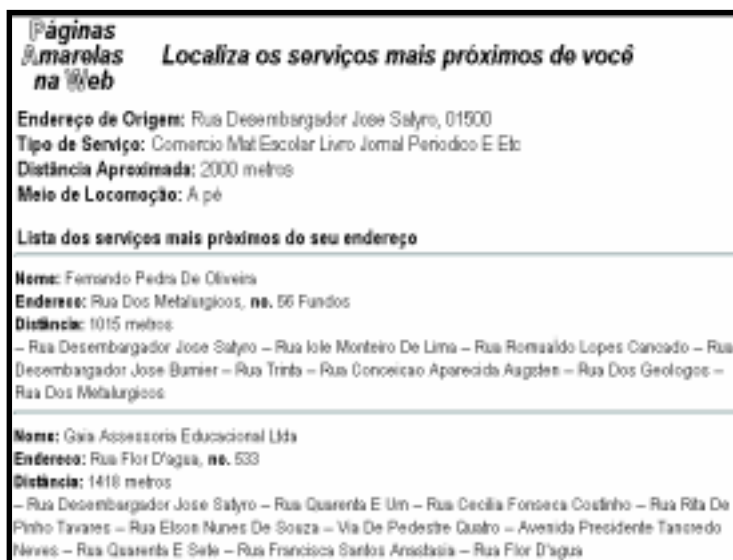 Páginas
Amarelas
na Web
Localiza os serviços mais próximos de você
Endereço de Origem: Rua Desembargador Jose Satyro, 01500
Tipo de Serviço: Comercio Mat Escolar Livro Jornal Periodico E Etc
Distância Aproximada: 2000 metros
Meio de Locomoção: A pé
Lista dos serviços mais próximos do seu endereço
Nome: Fernando Pedra De Oliveira
Endereco: Rua Dos Metalurgicos, no. 56 Fundos
Distância: 1015 metros
– Rua Desembargador Jose Satyro – Rua Iole Monteiro De Lima – Rua Romualdo Lopes Cancado – Rua
Desembargador Jose Burnier – Rua Trinta – Rua Conceicao Aparecida Augsten – Rua Dos Geologos –
Rua Dos Metalurgicos
Nome: Gaia Assessoria Educacional Ltda
Endereco: Rua Flor D'agua, no. 533
Distância: 1418 metros
– Rua Desembargador Jose Satyro – Rua Quarenta E Um – Rua Cecilia Fonseca Coutinho – Rua Rita De
Pinho Tavares – Rua Elson Nunes De Souza – Via De Pedestre Quatro – Avenida Presidente Tancredo
Neves – Rua Quarenta E Sete – Rua Francisca Santos Anastasia – Rua Flor D'agua